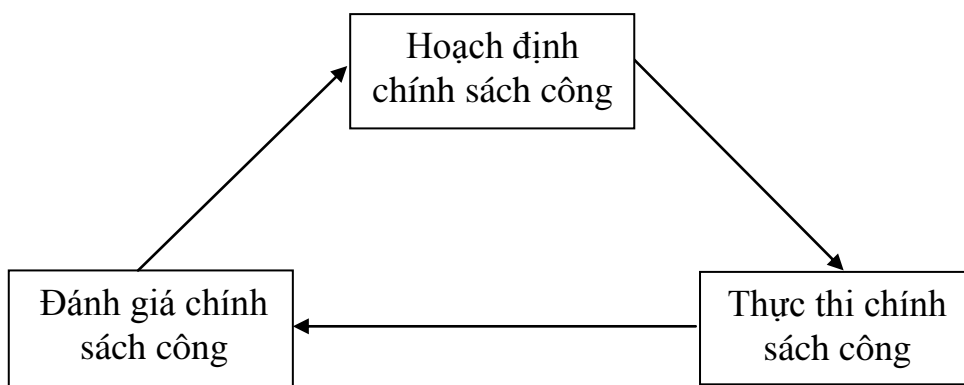 Hoạch định
chính sách công
Đánh giá chính
sách công
Thực thi chính
sách công